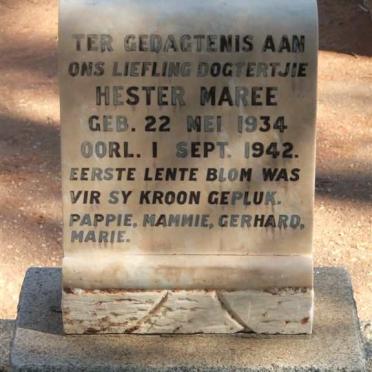 TER GEDAGTENIS AAN
ONS LIEFLING DOGTERTJIE
HESTER MAREE
GEB. 22 MEI 1934
OORL. 1 SEPT. 1942.
EERSTE LENTE BLOM WAS
VIR SY KROON GEPLUK.
PAPPIE, MAMMIE, GERHARD,
MARIE.